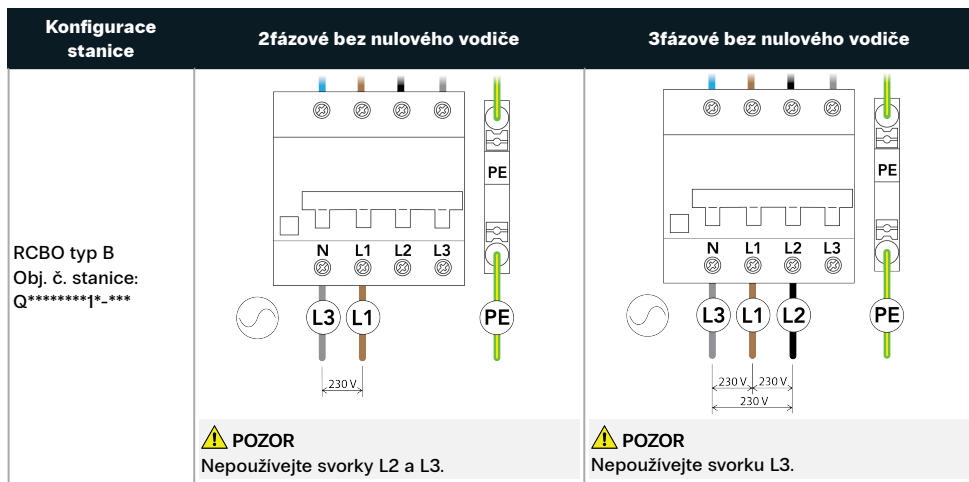 Konfigurace
stanice
2fázové bez nulového vodiče
3fázové bez nulového vodiče
RCBO typ B
Obj. č. stanice:
Q********1*-***
PE
N L1 L2 L3
L3 L1 PE
230 V
POZOR
Nepoužívejte svorky L2 a L3.
PE
N L1 L2 L3
L3 L1 L2 PE
230 V 230 V
230 V
POZOR
Nepoužívejte svorku L3.